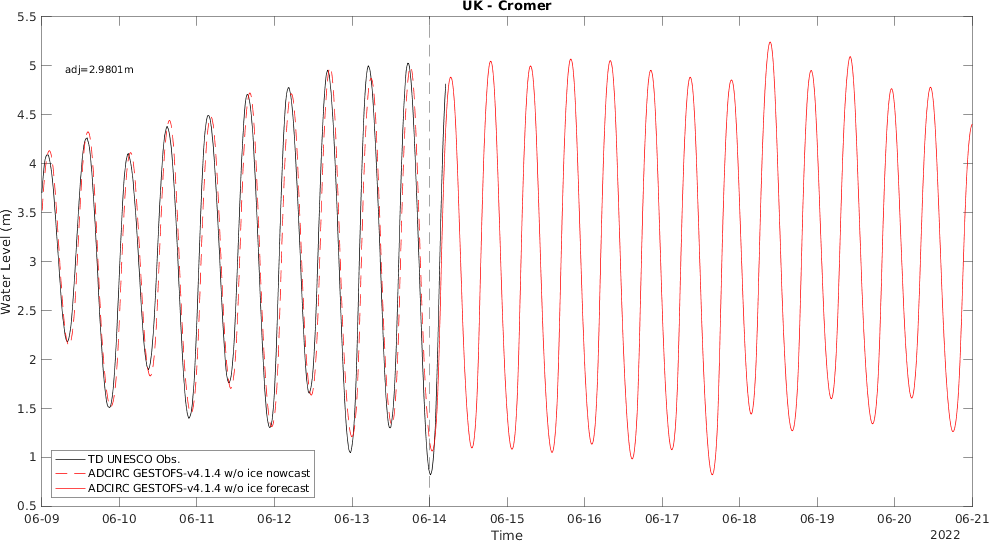 UK - Cromer
5.5
5
4.5
4
3.5
3
2.5
2
1.5
1
0.5
Water Level (m)
adj=2.9801m
TD UNESCO Obs.
ADCIRC GESTOFS-v4.1.4 w/o ice nowcast
ADCIRC GESTOFS-v4.1.4 w/o ice forecast
06-09 06-10 06-11 06-12 06-13 06-14 06-15 06-16 06-17 06-18 06-19 06-20 06-21
Time
2022